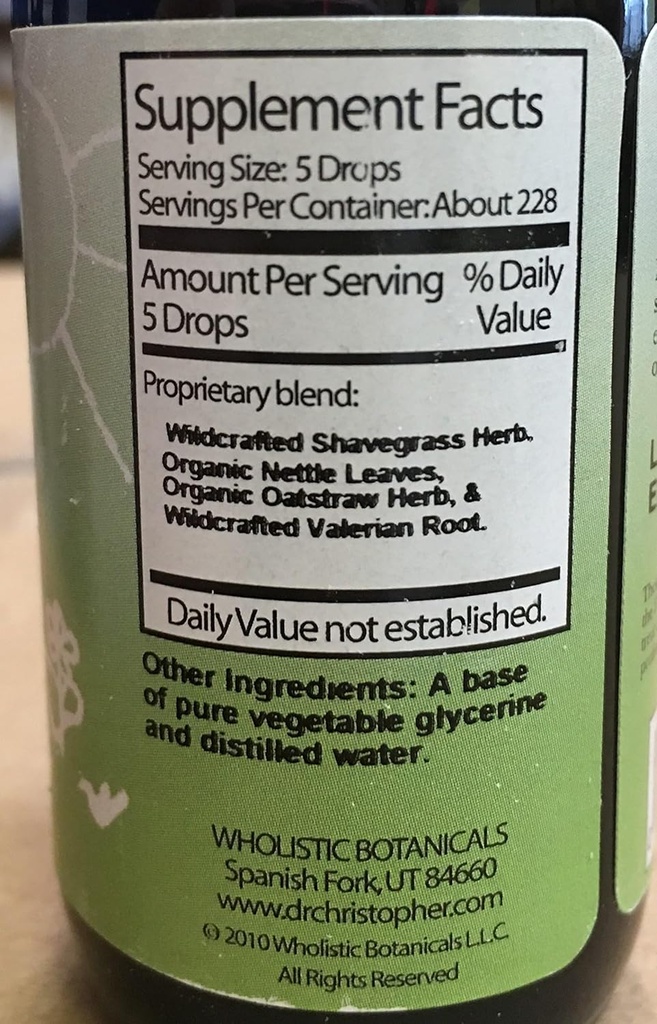 Supplement Facts
Serving Size: 5 Drops
Servings Per Container: About 228
Amount Per Serving % Daily
5 Drops Value
Proprietary blend:
Wildcrafted Shavegrass Herb,
Organic Nettle Leaves,
Organic Oatstraw Herb, &
Wildcrafted Valerian Root.
Daily Value not established.
Other Ingredients: A base
of pure vegetable glycerine
and distilled water.
WHOLISTIC BOTANICALS
Spanish Fork, UT 84660
www.drchristopher.com
© 2010 Wholistic Botanicals L.L.C.
All Rights Reserved